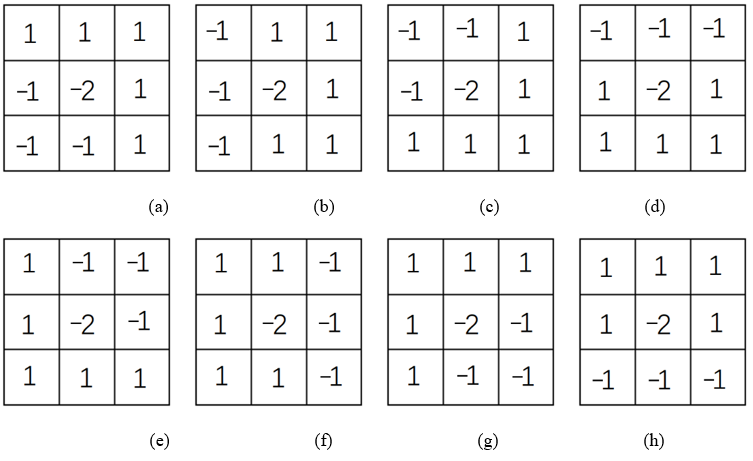 1 1 1 -1 1 1 -1 -1 1 -1 -1 -1
-1 -2 1 -1 -2 1 -1 -2 1 1 -2 1
-1 -1 1 -1 1 1 1 1 1 1 1 1
(a) (b) (c) (d)
1 -1 -1 1 1 -1 1 1 1 1 1 1
1 -2 -1 1 -2 -1 1 -2 -1 1 -2 1
1 1 1 1 1 -1 1 -1 -1 -1 -1 -1
(e) (f) (g) (h)